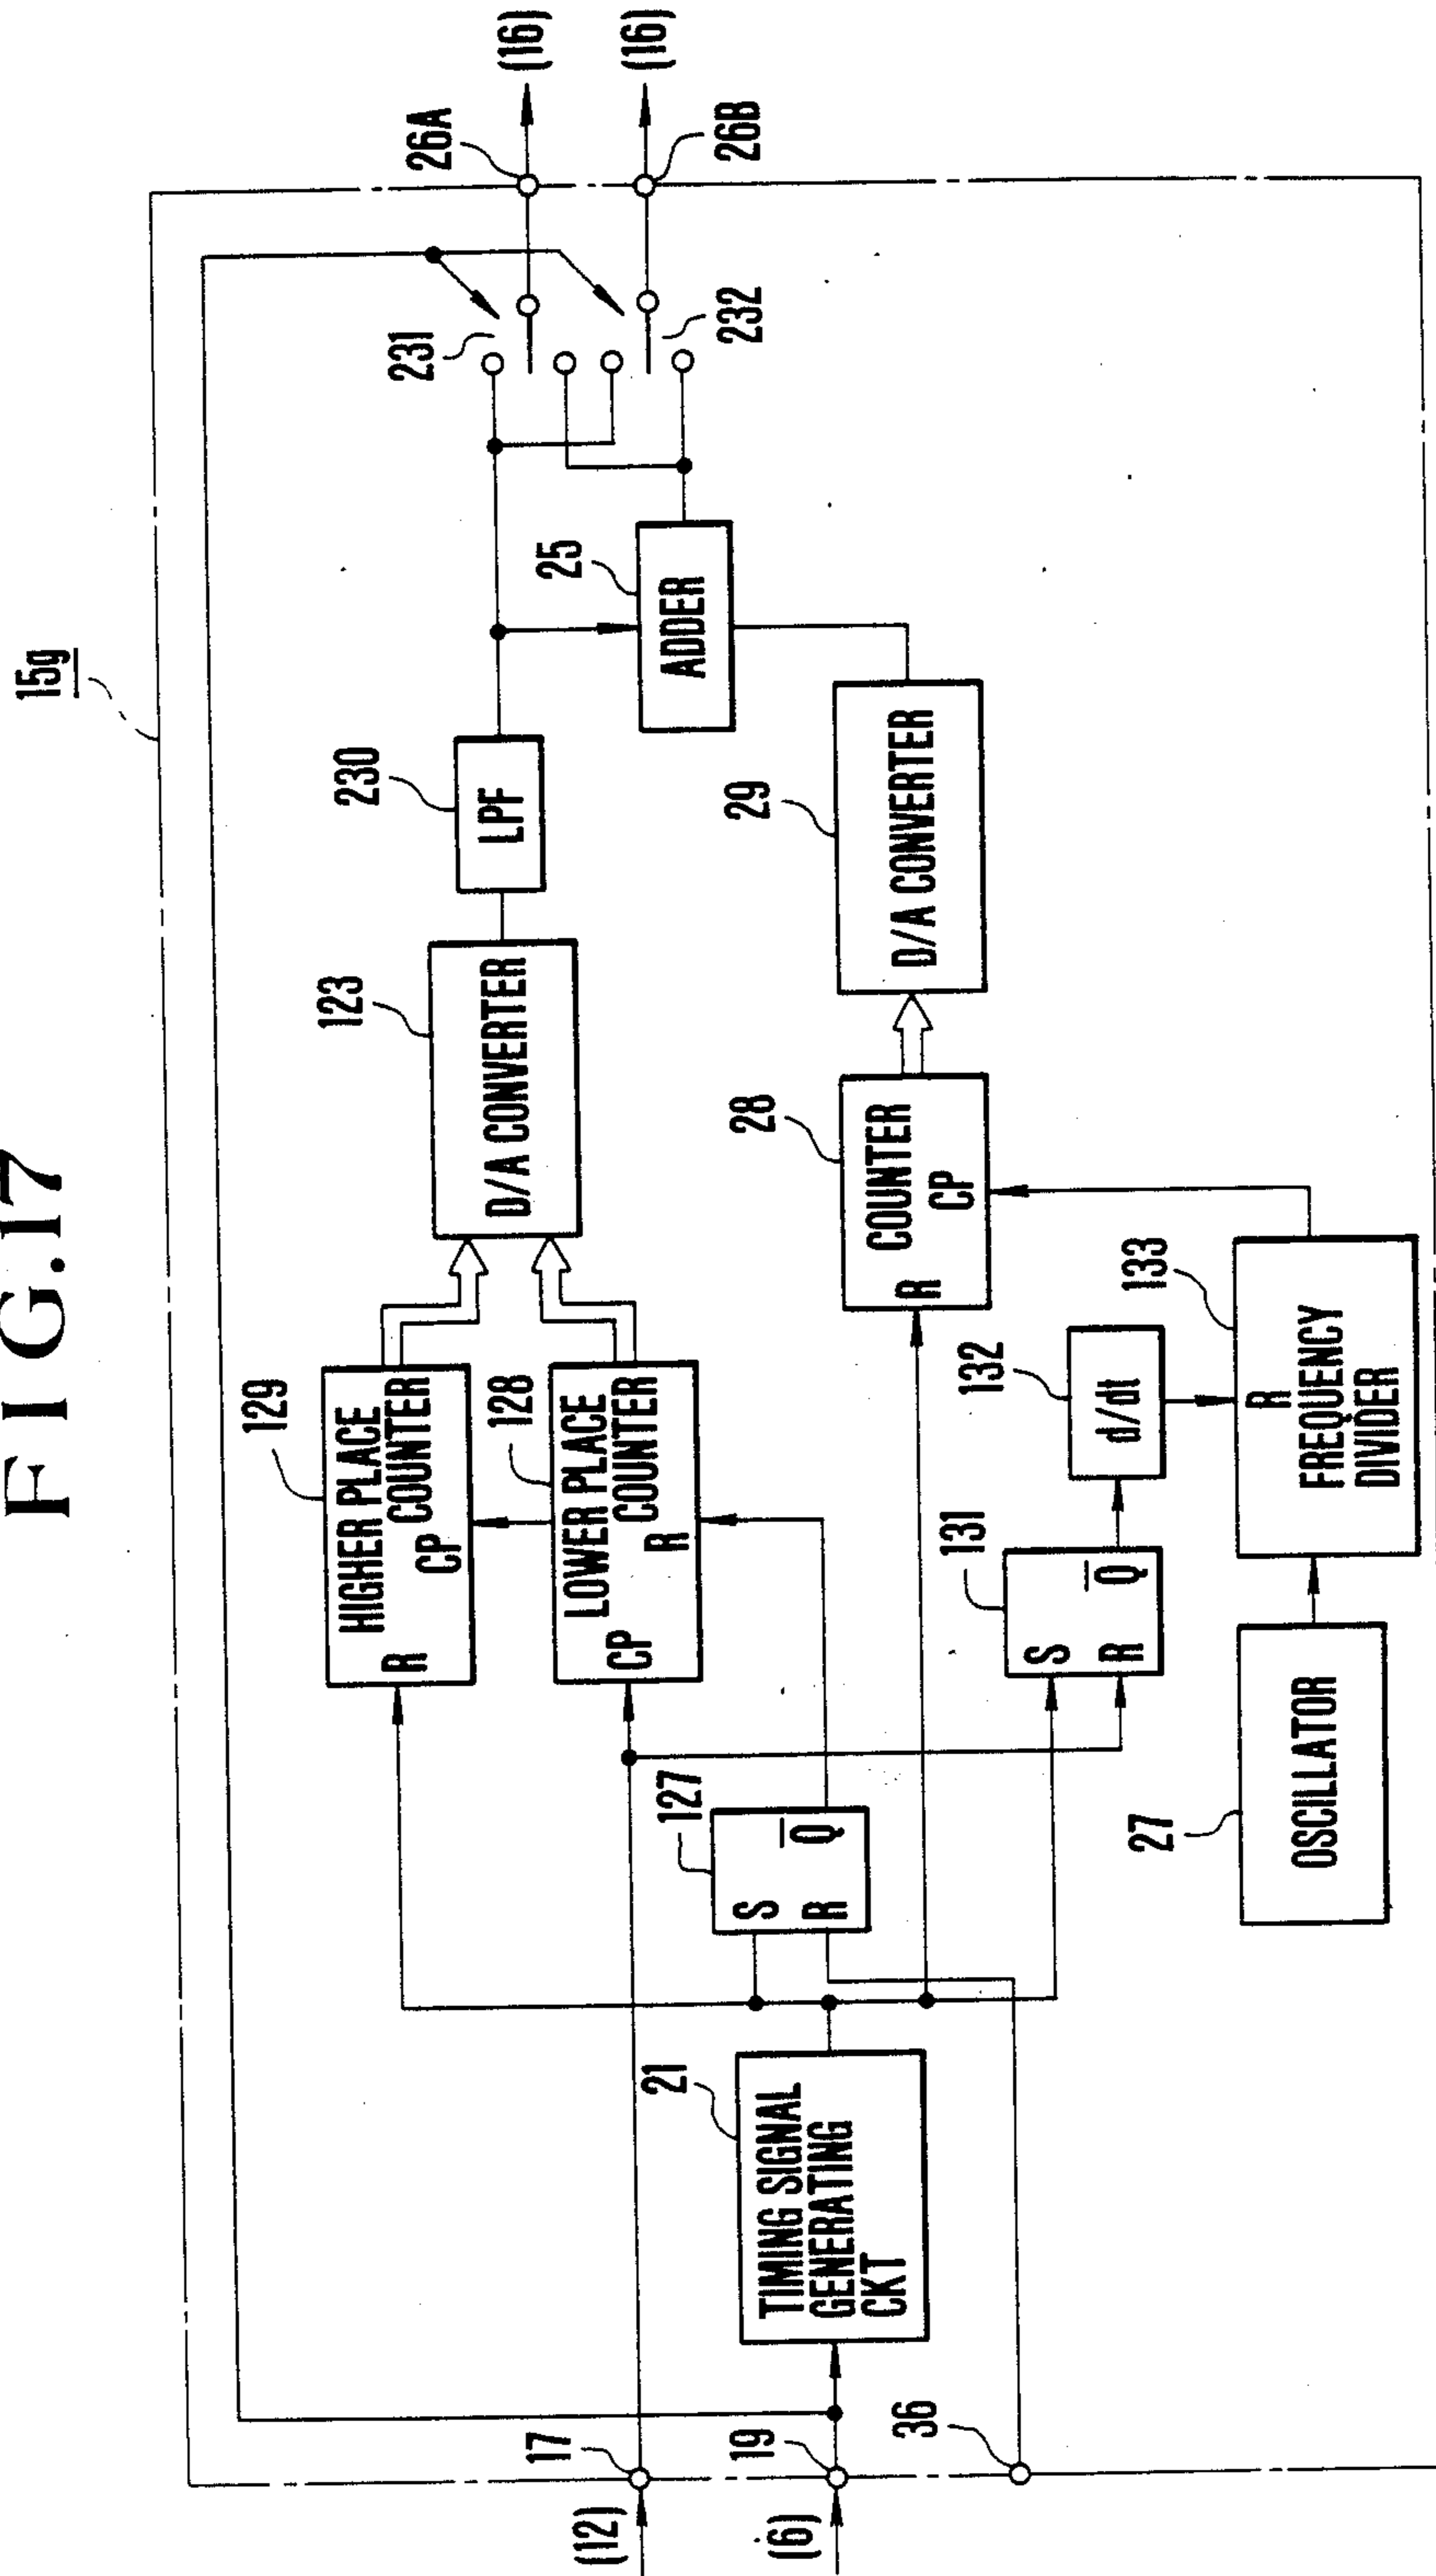 FIG.17
15g
(12)
17
(6)
19
36
TIMING SIGNAL
GENERATING
CKT
21
127
S
R
Q
129
HIGHER PLACE
COUNTER
R
CP
128
LOWER PLACE
COUNTER
CP
R
123
D/A CONVERTER
230
LPF
25
ADDER
231
232
26A
(16)
26B
(16)
28
COUNTER
R
CP
29
D/A CONVERTER
131
S
R
Q
132
d/dt
133
R
FREQUENCY
DIVIDER
27
OSCILLATOR